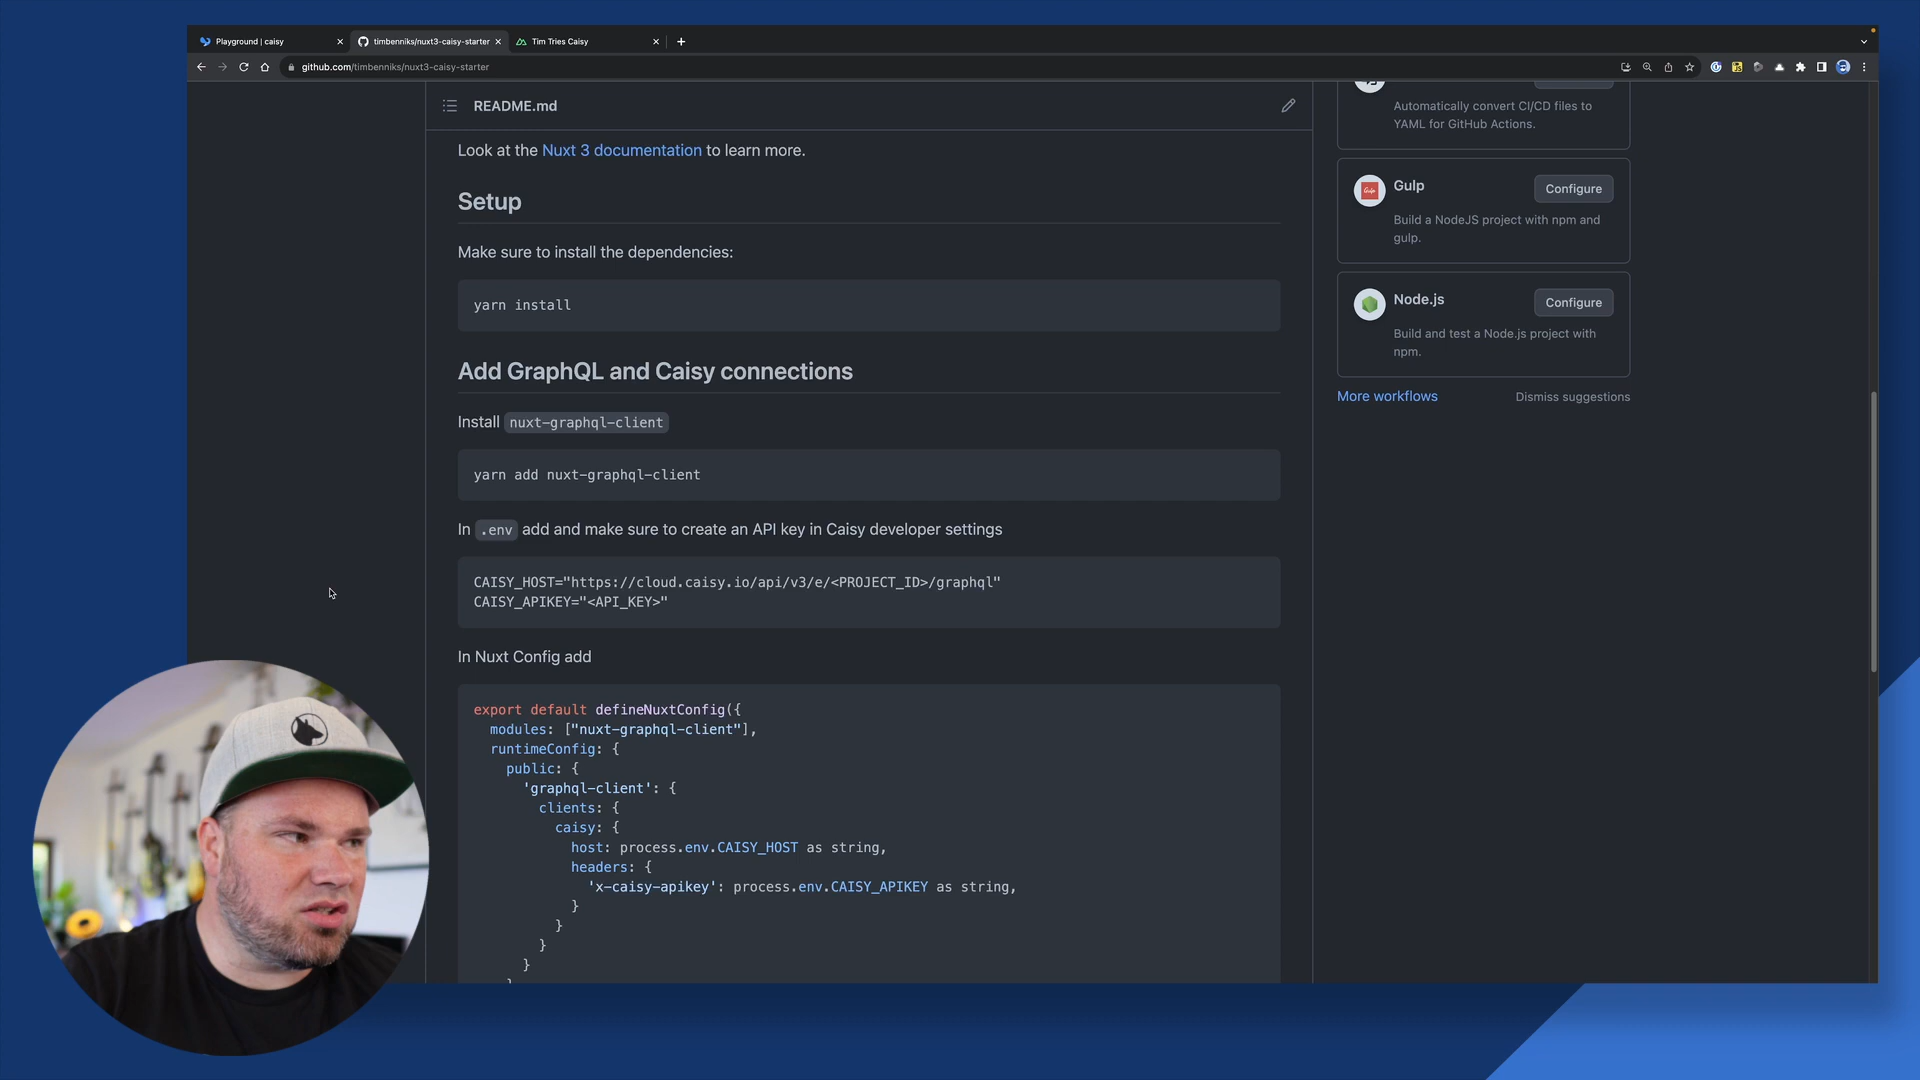 Playground | caisy
timbenniks/nuxt3-caisy-starter
Tim Tries Caisy
github.com/timbenniks/nuxt3-caisy-starter
README.md
Look at the Nuxt 3 documentation to learn more.
Setup
Make sure to install the dependencies:
yarn install
Add GraphQL and Caisy connections
Install nuxt-graphql-client
yarn add nuxt-graphql-client
In .env add and make sure to create an API key in Caisy developer settings
CAISY_HOST="https://cloud.caisy.io/api/v3/e/<PROJECT_ID>/graphql"
CAISY_APIKEY="<API_KEY>"
In Nuxt Config add
export default defineNuxtConfig({
modules: ["nuxt-graphql-client"],
runtimeConfig: {
public: {
'graphql-client': {
clients: {
caisy: {
host: process.env.CAISY_HOST as string,
headers: {
'x-caisy-apikey': process.env.CAISY_APIKEY as string,
}
}
}
}
Automatically convert CI/CD files to
YAML for GitHub Actions.
Gulp
Configure
Build a NodeJS project with npm and
gulp.
Node.js
Configure
Build and test a Node.js project with
npm.
More workflows
Dismiss suggestions